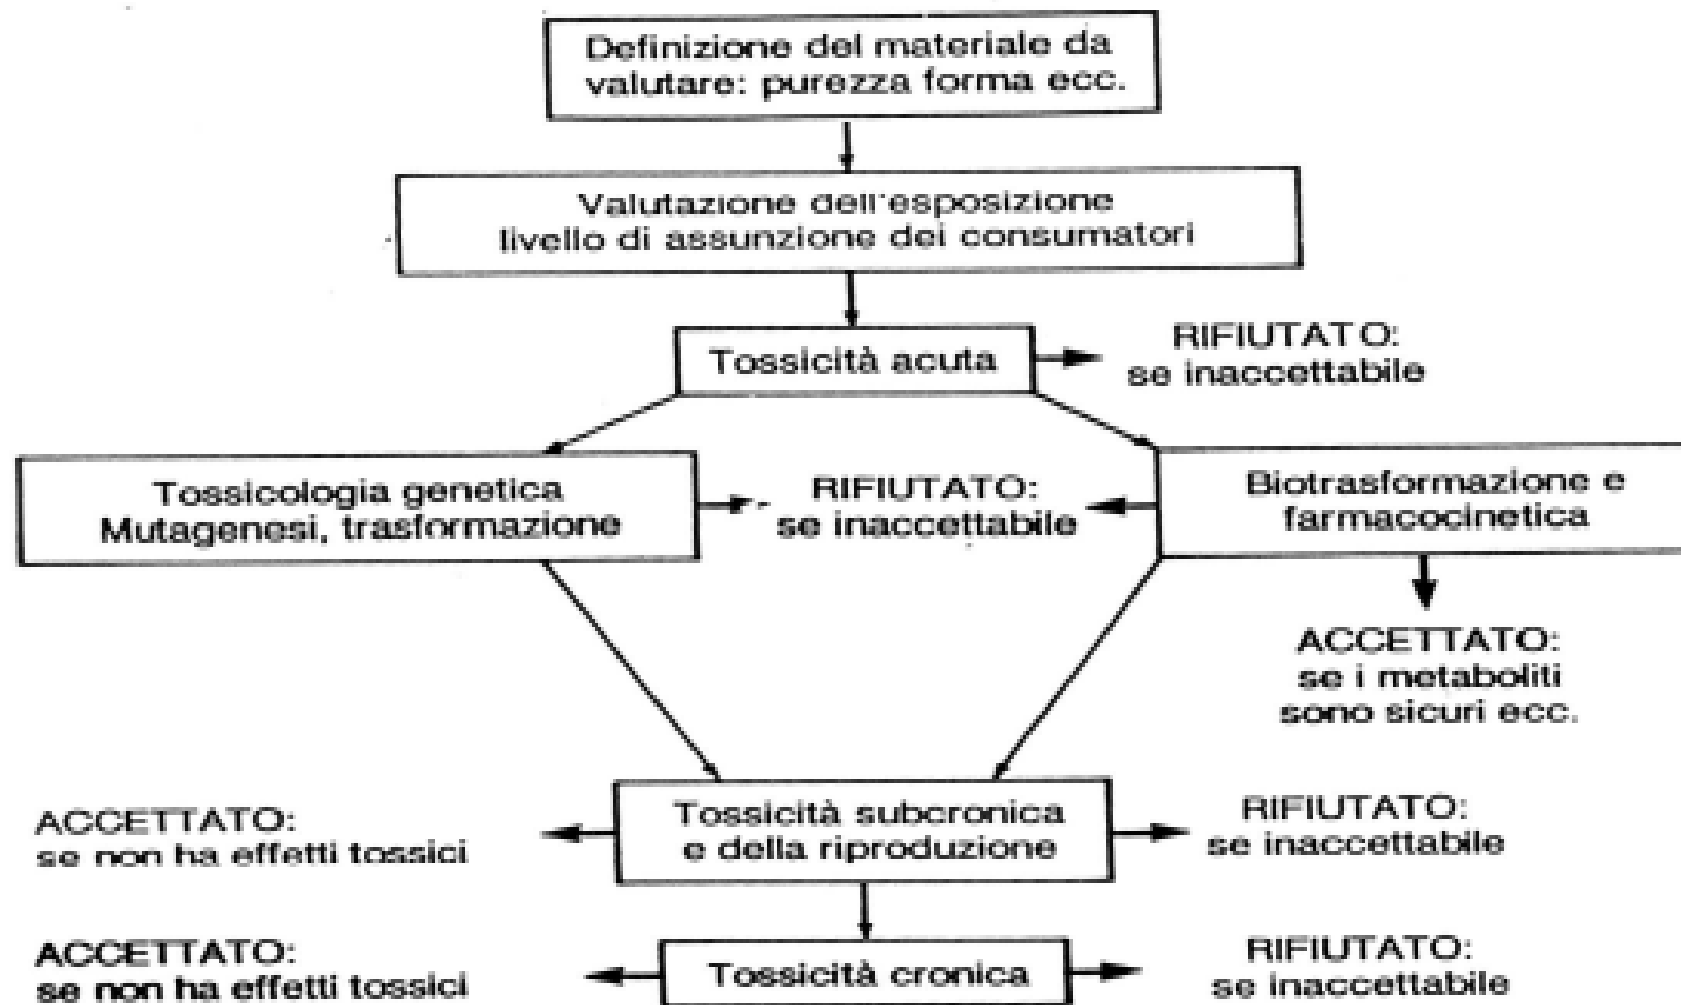 Definizione del materiale da
valutare: purezza forma ecc.
Valutazione dell'esposizione
livello di assunzione dei consumatori
Tossicità acuta
RIFIUTATO:
se inaccettabile
Tossicologia genetica
Mutagenesi, trasformazione
RIFIUTATO:
se inaccettabile
Biotrasformazione e
farmacocinetica
ACCETTATO:
se i metaboliti
sono sicuri ecc.
ACCETTATO:
se non ha effetti tossici
Tossicità subcronica
e della riproduzione
RIFIUTATO:
se inaccettabile
ACCETTATO:
se non ha effetti tossici
Tossicità cronica
RIFIUTATO:
se inaccettabile